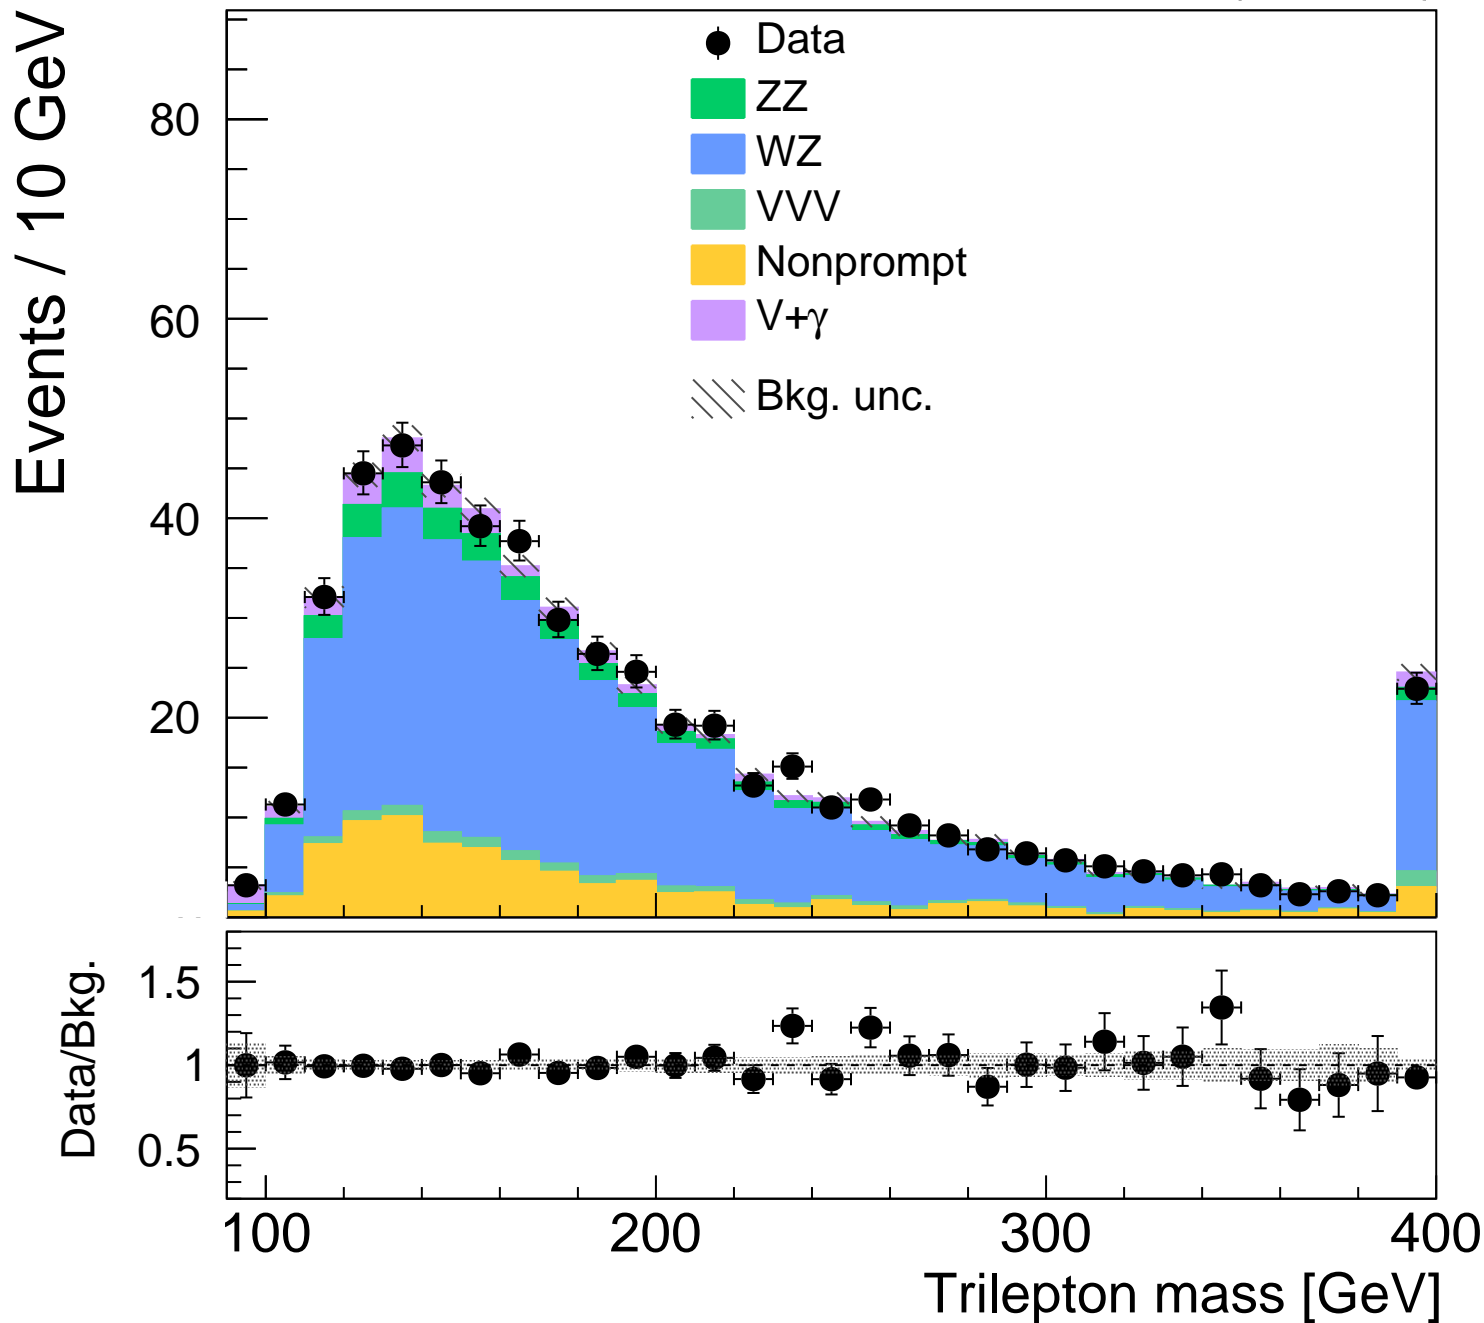 Events / 10 GeV
80
60
40
20
Data
ZZ
WZ
VVV
Nonprompt
V+γ
Bkg. unc.
Data/Bkg.
1.5
1
0.5
100
200
300
400
Trilepton mass [GeV]